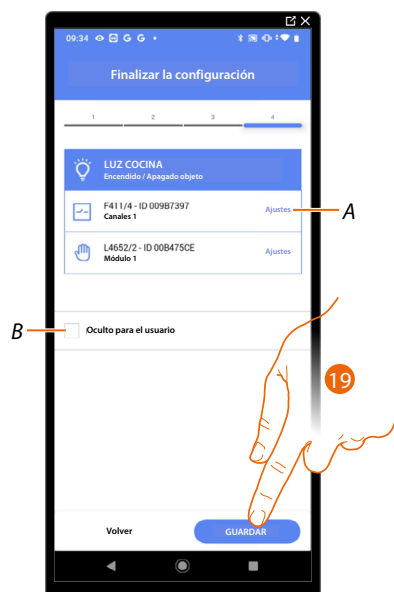 09:34 G G
Finalizar la configuración
1 2 3 4
LUZ COCINA
Encendido / Apagado objeto
F411/4 - ID 009B7397
Canales 1
Ajustes
A
L4652/2 - ID 00B475CE
Módulo 1
Ajustes
B
Oculto para el usuario
19
Volver
GUARDAR